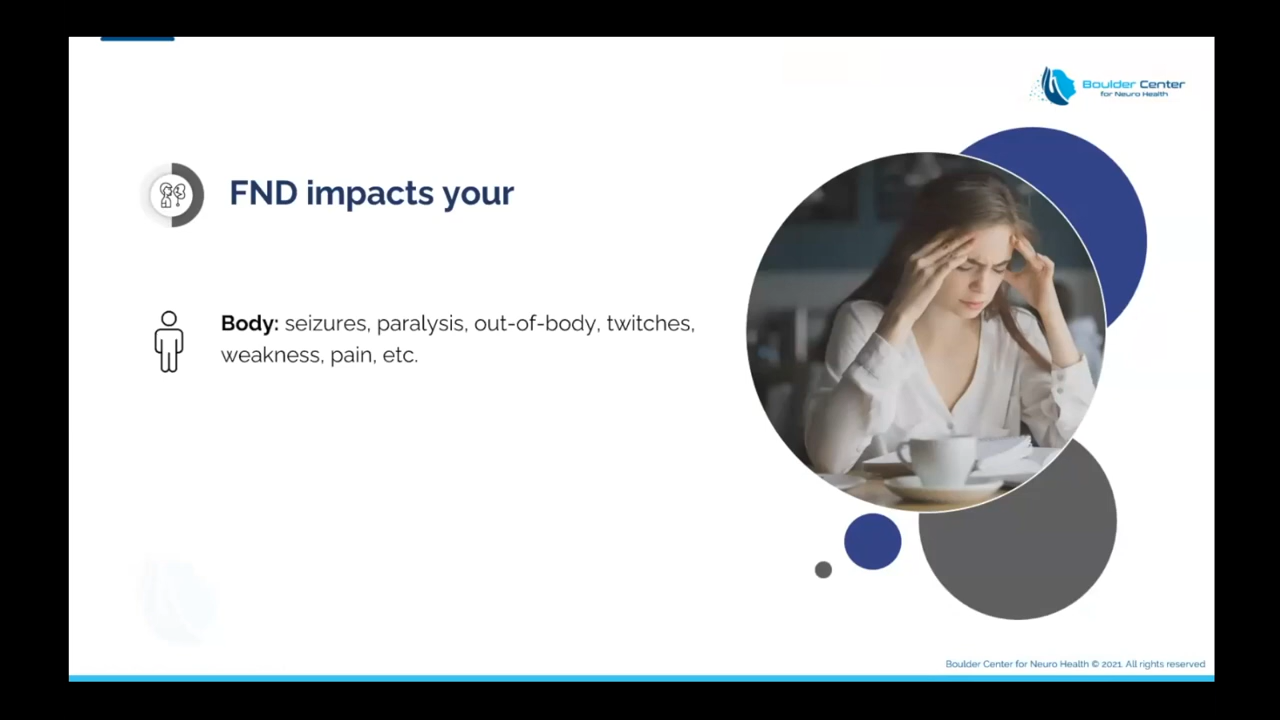 Boulder Center
for Neuro Health
FND impacts your
Body: seizures, paralysis, out-of-body, twitches,
weakness, pain, etc.
Boulder Center for Neuro Health © 2021. All rights reserved